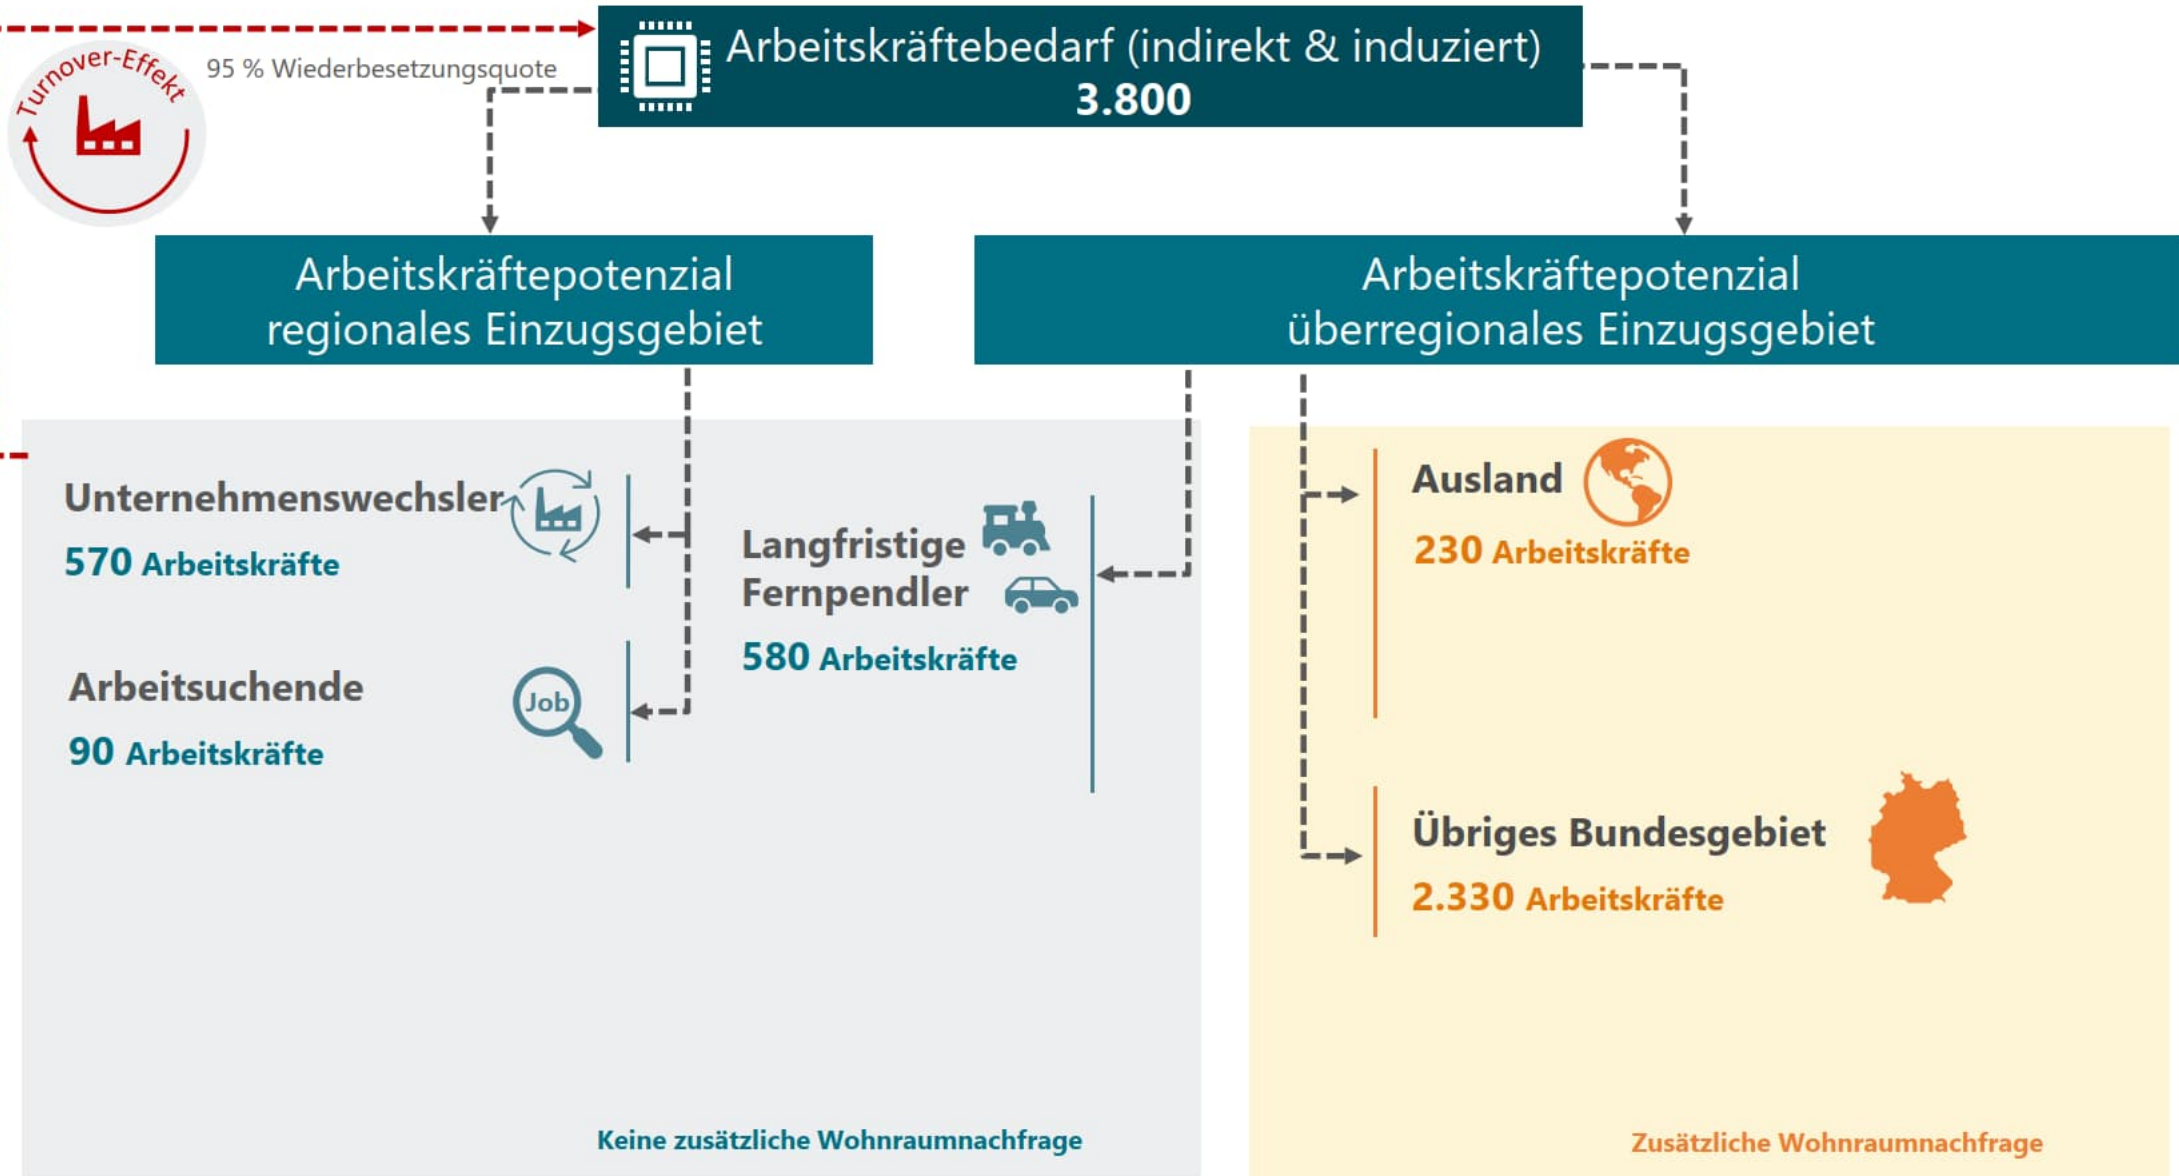 Turnover-Effekt
95 % Wiederbesetzungsquote
Arbeitskräftebedarf (indirekt & induziert)
3.800
Arbeitskräftepotenzial
regionales Einzugsgebiet
Arbeitskräftepotenzial
überregionales Einzugsgebiet
Unternehmenswechsler
570 Arbeitskräfte
Arbeitsuchende
Job
90 Arbeitskräfte
Langfristige
Fernpendler
580 Arbeitskräfte
Keine zusätzliche Wohnraumnachfrage
Ausland
230 Arbeitskräfte
Übriges Bundesgebiet
2.330 Arbeitskräfte
Zusätzliche Wohnraumnachfrage